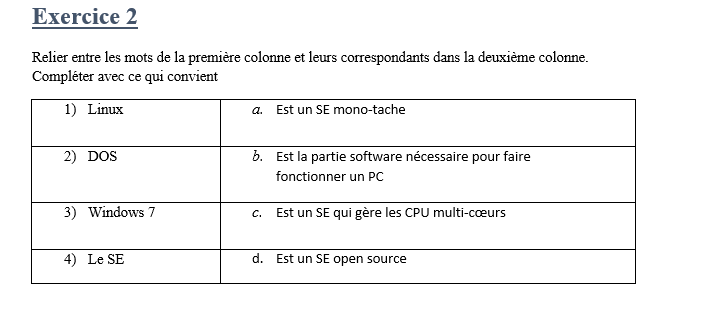 Exercice 2
Relier entre les mots de la première colonne et leurs correspondants dans la deuxième colonne.
Compléter avec ce qui convient
1) Linux
a. Est un SE mono-tache
2) DOS
b. Est la partie software nécessaire pour faire
fonctionner un PC
3) Windows 7
c. Est un SE qui gère les CPU multi-cœurs
4) Le SE
d. Est un SE open source